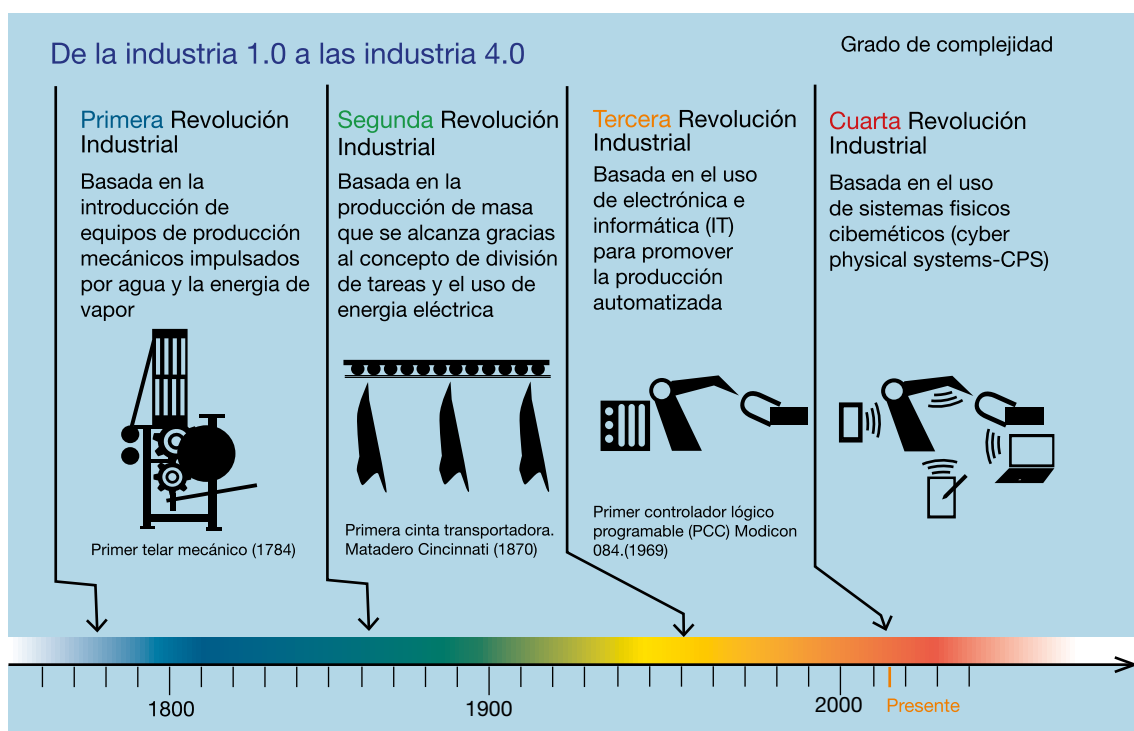 De la industria 1.0 a las industria 4.0
Grado de complejidad
Primera Revolución
Industrial
Basada en la
introducción de
equipos de producción
mecánicos impulsados
por agua y la energia de
vapor
Primer telar mecánico (1784)
Segunda Revolución
Industrial
Basada en la
producción de masa
que se alcanza gracias
al concepto de división
de tareas y el uso de
energia eléctrica
Primera cinta transportadora.
Matadero Cincinnati (1870)
Tercera Revolución
Industrial
Basada en el uso
de electrónica e
informática (IT)
para promover
la producción
automatizada
Primer controlador lógico
programable (PCC) Modicon
084.(1969)
Cuarta Revolución
Industrial
Basada en el uso
de sistemas fisicos
cibeméticos (cyber
physical systems-CPS)
1800
1900
2000
Presente